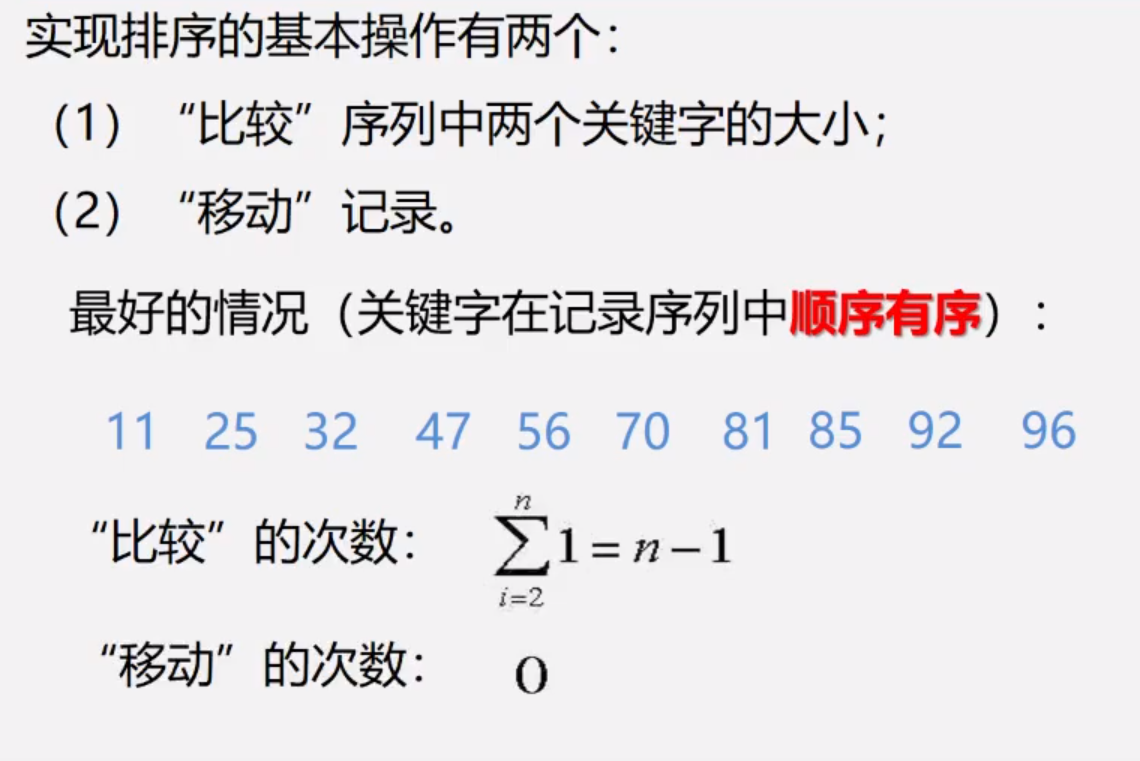 实现排序的基本操作有两个：
（1）“比较”序列中两个关键字的大小；
（2）“移动”记录。
最好的情况（关键字在记录序列中顺序有序）：
11 25 32 47 56 70 81 85 92 96
“比较”的次数： $\sum_{i=2}^{n} 1 = n-1$
“移动”的次数： 0